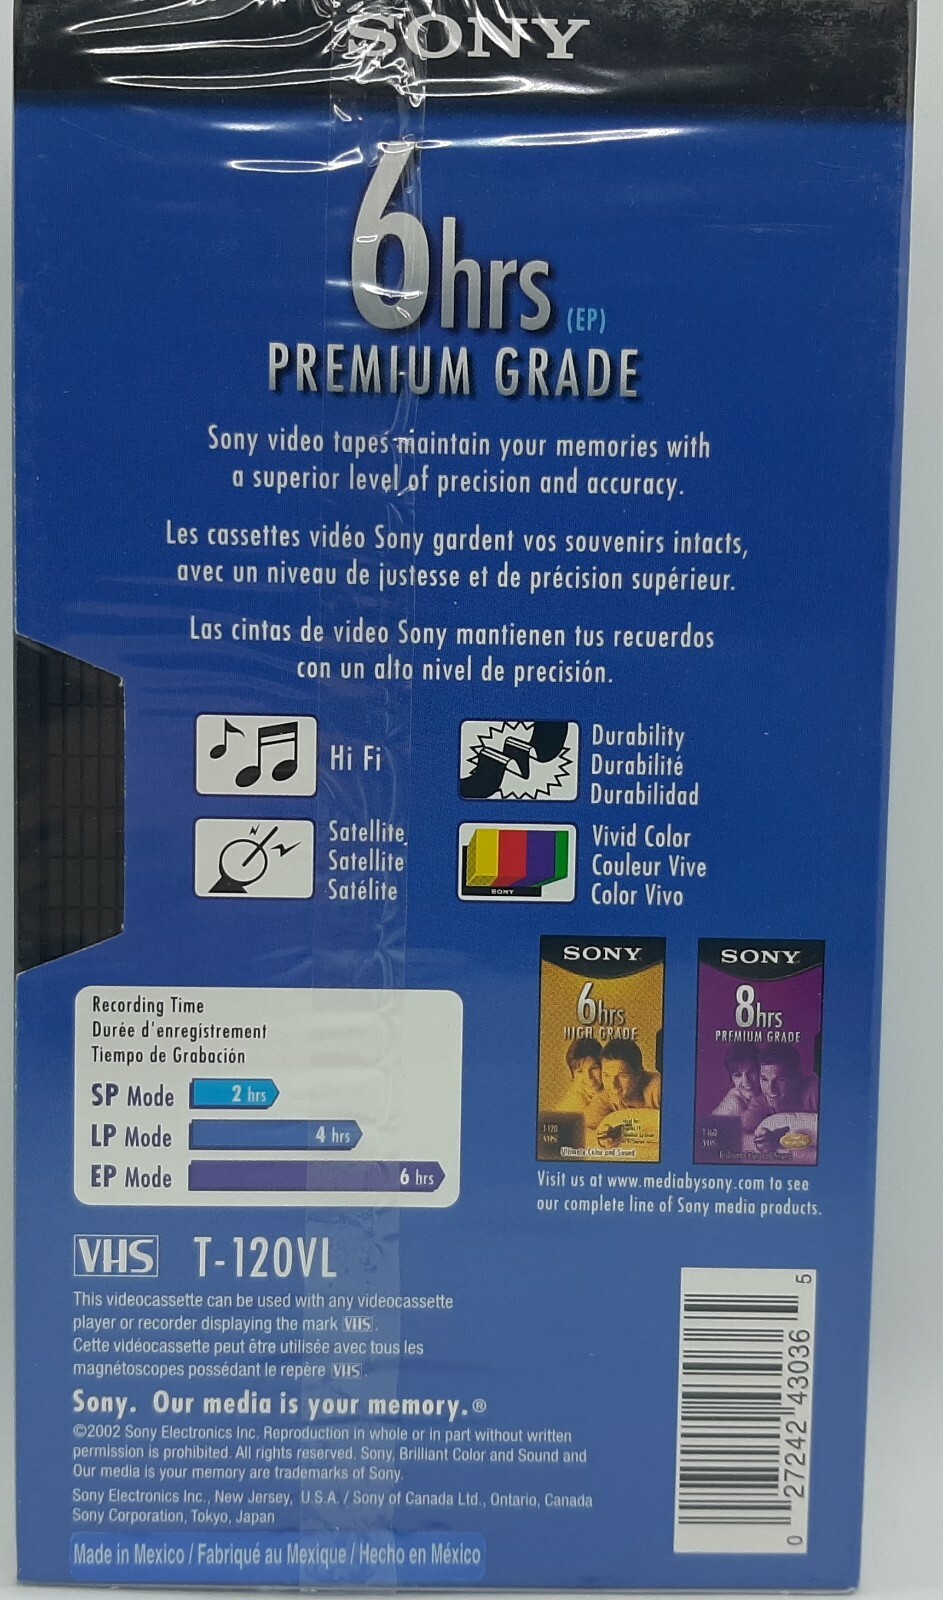 SONY
6hrs (EP)
PREMIUM GRADE
Sony video tapes maintain your memories with
a superior level of precision and accuracy.
Les cassettes vidéo Sony gardent vos souvenirs intacts,
avec un niveau de justesse et de précision supérieur.
Las cintas de video Sony mantienen tus recuerdos
con un alto nivel de precisión.
Hi Fi
Durability
Durabilité
Durabilidad
Satellite
Satellite
Satélite
SONY
Vivid Color
Couleur Vive
Color Vivo
Recording Time
Durée d'enregistrement
Tiempo de Grabación
SP Mode 2 hrs
LP Mode 4 hrs
EP Mode 6 hrs
SONY
6hrs
HIGH GRADE
T-120
VHS
Ultimate Color and Sound
SONY
8hrs
PREMIUM GRADE
T-160
VHS
Visit us at www.mediabysony.com to see
our complete line of Sony media products.
VHS T-120VL
This videocassette can be used with any videocassette
player or recorder displaying the mark VHS.
Cette vidéocassette peut être utilisée avec tous les
magnétoscopes possédant le repère VHS.
Sony. Our media is your memory.®
©2002 Sony Electronics Inc. Reproduction in whole or in part without written
permission is prohibited. All rights reserved. Sony, Brilliant Color and Sound and
Our media is your memory are trademarks of Sony.
Sony Electronics Inc., New Jersey, U.S.A. / Sony of Canada Ltd., Ontario, Canada
Sony Corporation, Tokyo, Japan
Made in Mexico / Fabriqué au Mexique / Hecho en México
0 27242 43036 5